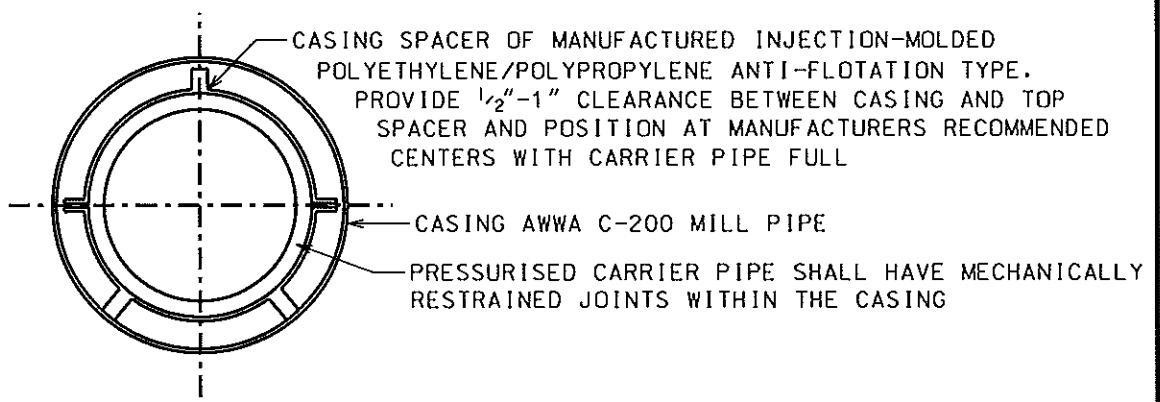 CASING SPACER OF MANUFACTURED INJECTION-MOLDED
POLYETHYLENE/POLYPROPYLENE ANTI-FLOTATION TYPE.
PROVIDE 1/2"-1" CLEARANCE BETWEEN CASING AND TOP
SPACER AND POSITION AT MANUFACTURERS RECOMMENDED
CENTERS WITH CARRIER PIPE FULL
CASING AWWA C-200 MILL PIPE
PRESSURISED CARRIER PIPE SHALL HAVE MECHANICALLY
RESTRAINED JOINTS WITHIN THE CASING